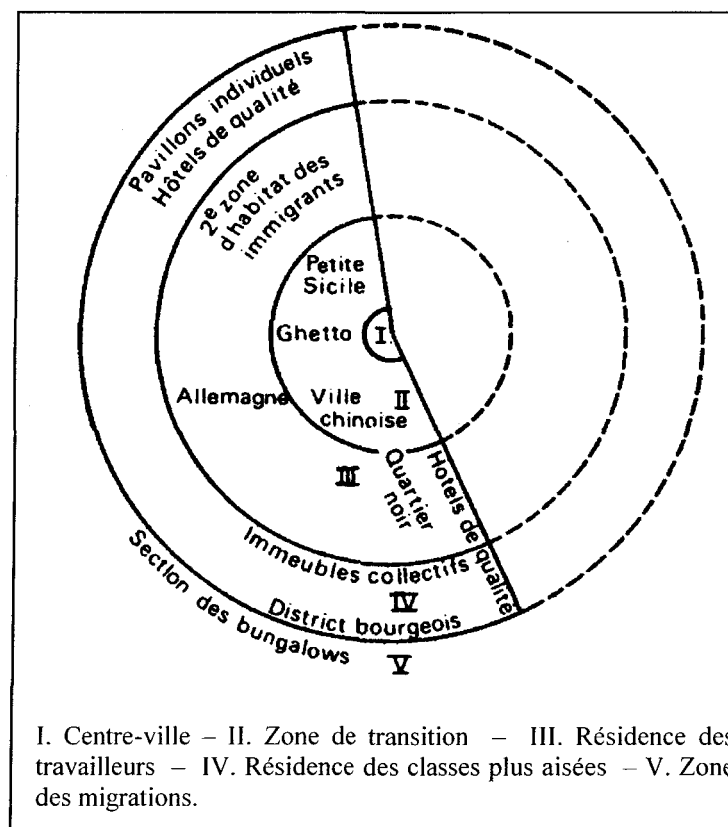 Pavillons individuels
Hôtels de qualité
2e zone
d'habitat des
immigrants
Petite
Sicile
Ghetto
I.
Allemagne
Ville
chinoise
II
III
Quartier
noir
Hotels de qualité
Immeubles collectifs
IV
District bourgeois
Section des bungalows
V
I. Centre-ville – II. Zone de transition – III. Résidence des
travailleurs – IV. Résidence des classes plus aisées – V. Zone
des migrations.